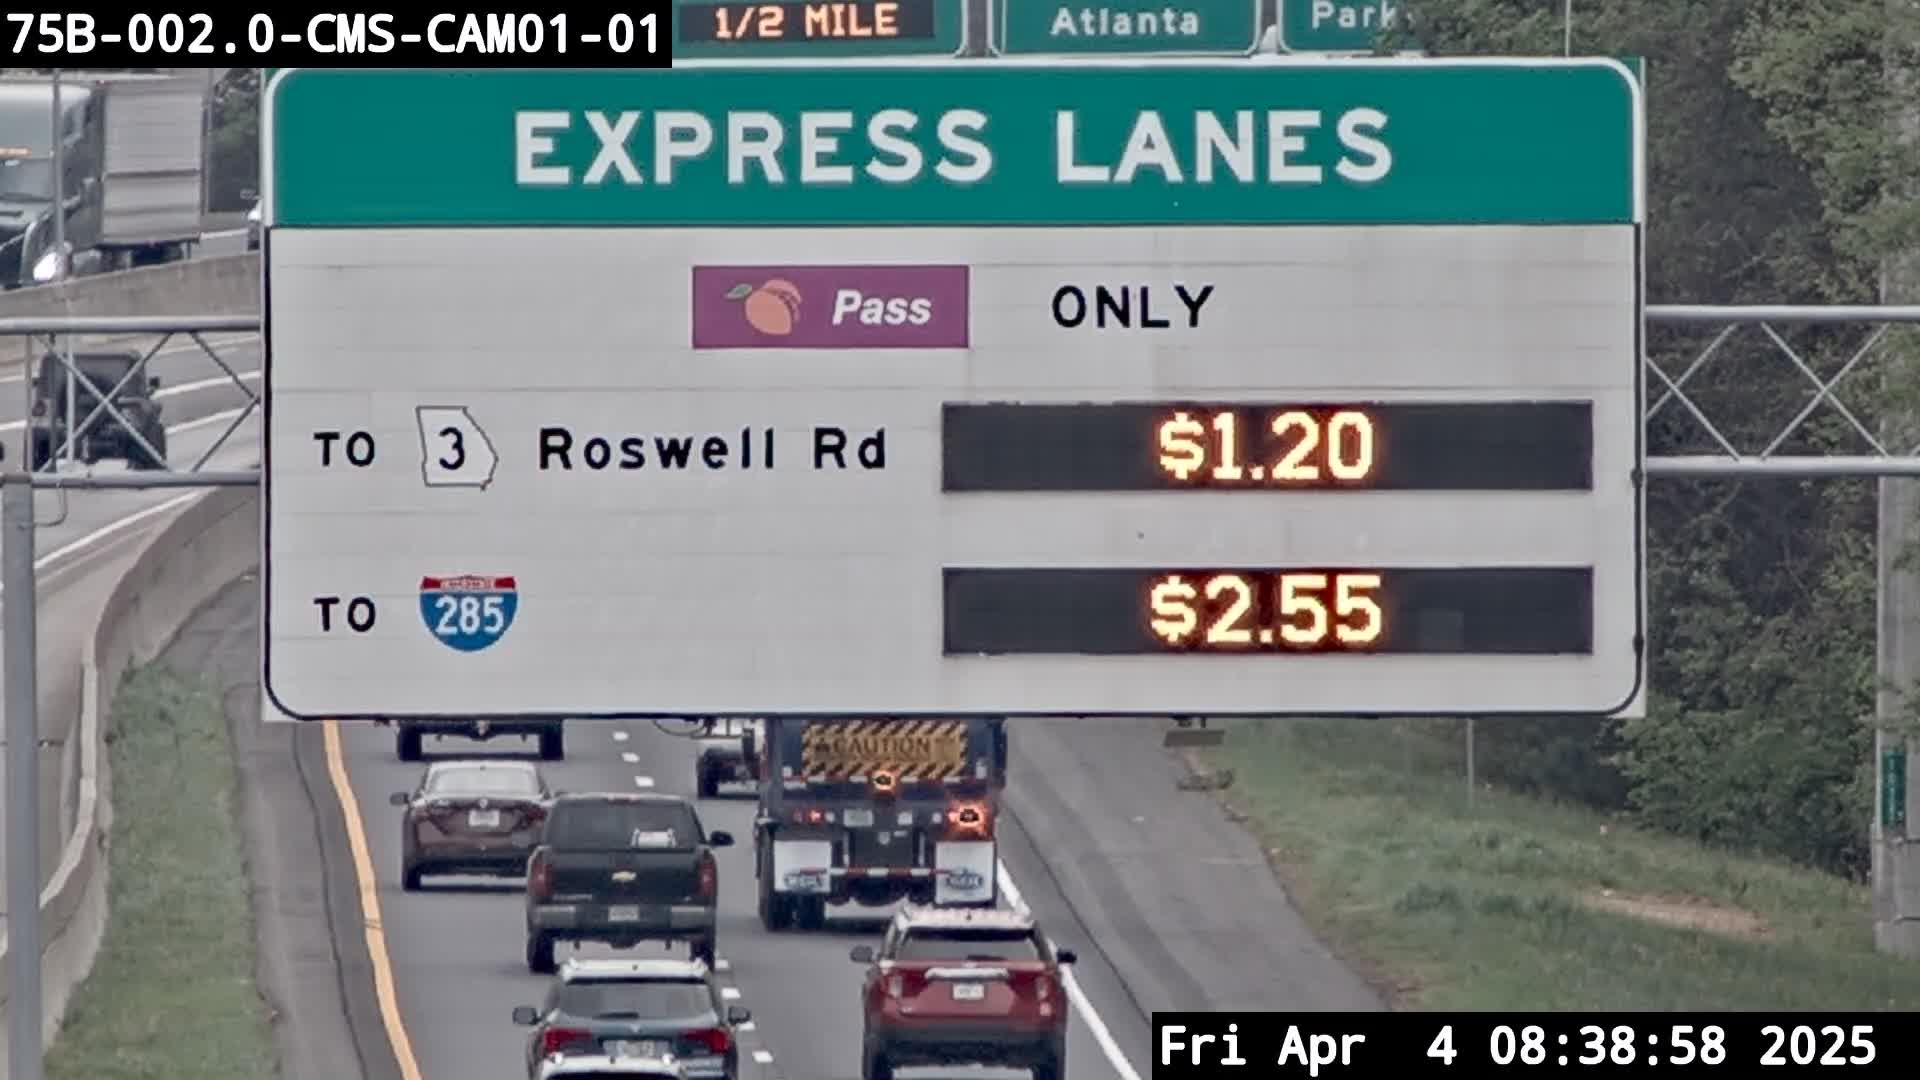 75B-002.0-CMS-CAM01-01
1/2 MILE
Atlanta
Park
EXPRESS LANES
Pass ONLY
TO 3 Roswell Rd $1.20
TO 285 $2.55
CAUTION
Fri Apr 4 08:38:58 2025